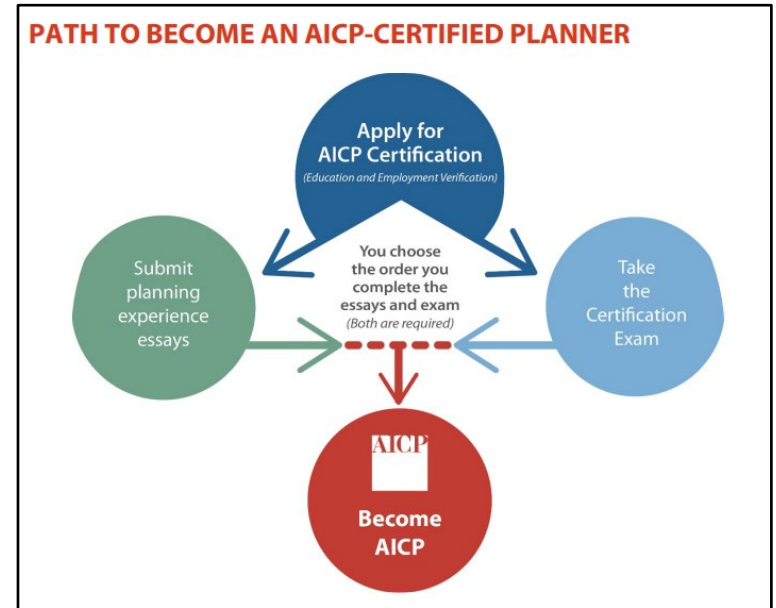 PATH TO BECOME AN AICP-CERTIFIED PLANNER
Apply for
AICP Certification
(Education and Employment Verification)
You choose
the order you
complete the
essays and exam
(Both are required)
Submit
planning
experience
essays
Take
the
Certification
Exam
AICP
Become
AICP